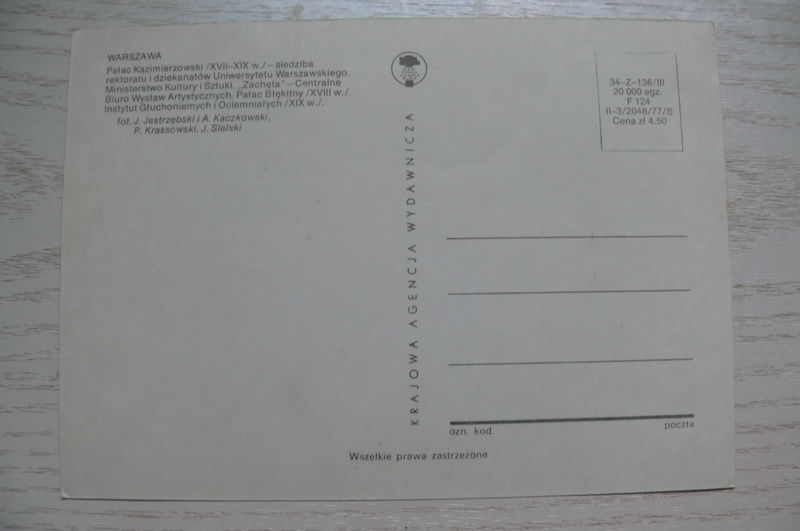 WARSZAWA
Pałac Kazimierzowski /XVII–XIX w./ – siedziba
rektoratu i dziekanatów Uniwersytetu Warszawskiego.
Ministerstwo Kultury i Sztuki. „Zachęta” – Centralne
Biuro Wystaw Artystycznych. Pałac Błękitny /XVIII w./.
Instytut Głuchoniemych i Ociemniałych /XIX w./.
fot. J. Jastrzębski i A. Kaczkowski,
P. Krassowski, J. Sielski
KRAJOWA AGENCJA WYDAWNICZA
34–Z–136/III
20 000 egz.
F 124
II–3/2048/77/S
Cena zł 4.50
ozn. kod.
poczta
Wszelkie prawa zastrzeżone